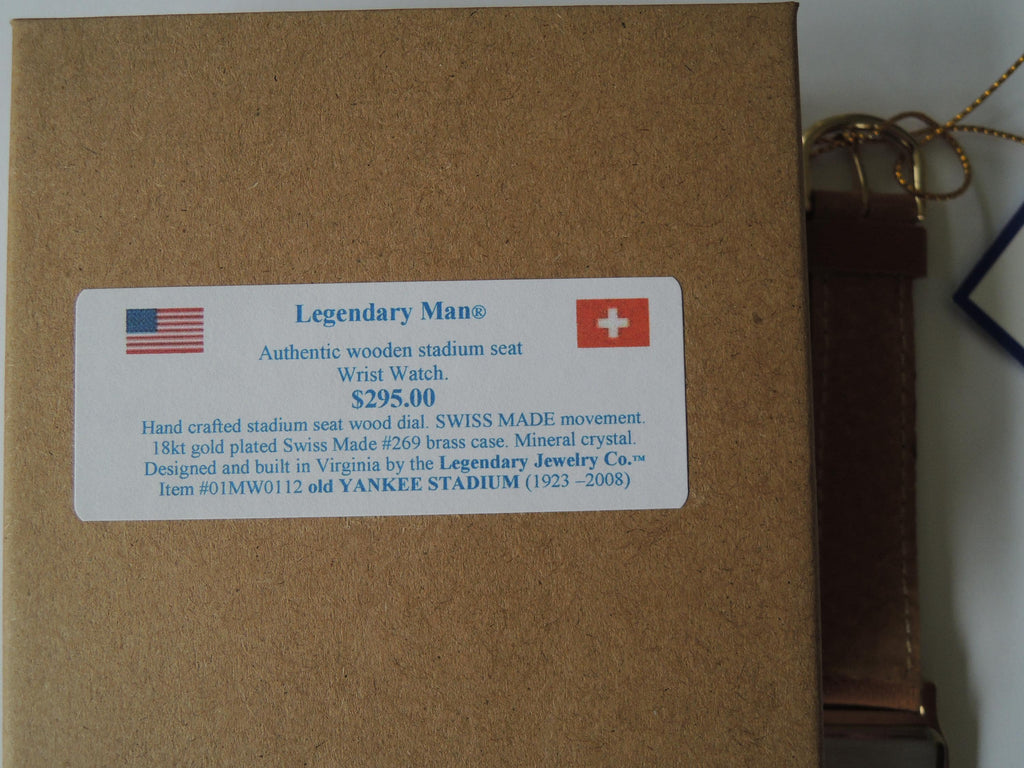 Legendary Man®
Authentic wooden stadium seat
Wrist Watch.
$295.00
Hand crafted stadium seat wood dial. SWISS MADE movement.
18kt gold plated Swiss Made #269 brass case. Mineral crystal.
Designed and built in Virginia by the Legendary Jewelry Co.™
Item #01MW0112 old YANKEE STADIUM (1923 –2008)